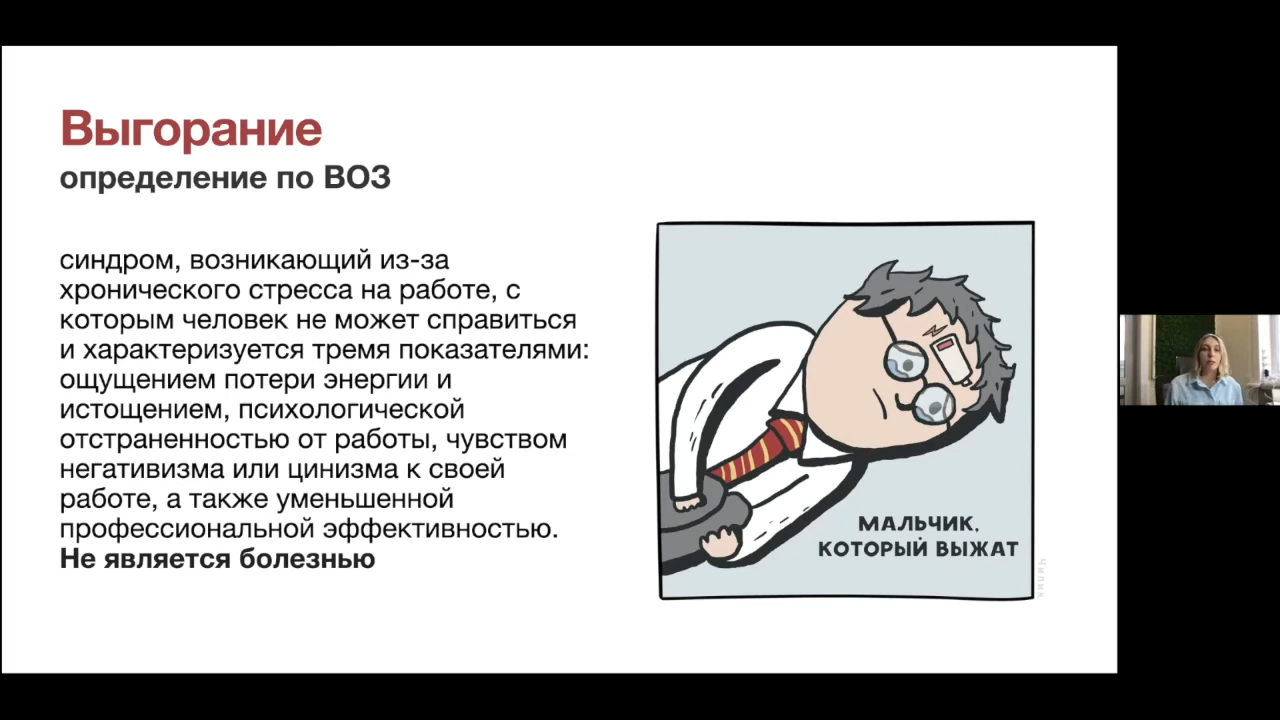 Выгорание
определение по ВОЗ
синдром, возникающий из-за
хронического стресса на работе, с
которым человек не может справиться
и характеризуется тремя показателями:
ощущением потери энергии и
истощением, психологической
отстраненностью от работы, чувством
негативизма или цинизма к своей
работе, а также уменьшенной
профессиональной эффективностью.
Не является болезнью
МАЛЬЧИК,
КОТОРЫЙ ВЫЖАТ
Чилик